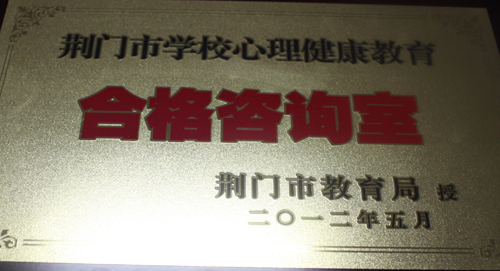 荆门市学校心理健康教育
合格咨询室
荆门市教育局 授
二〇一二年五月